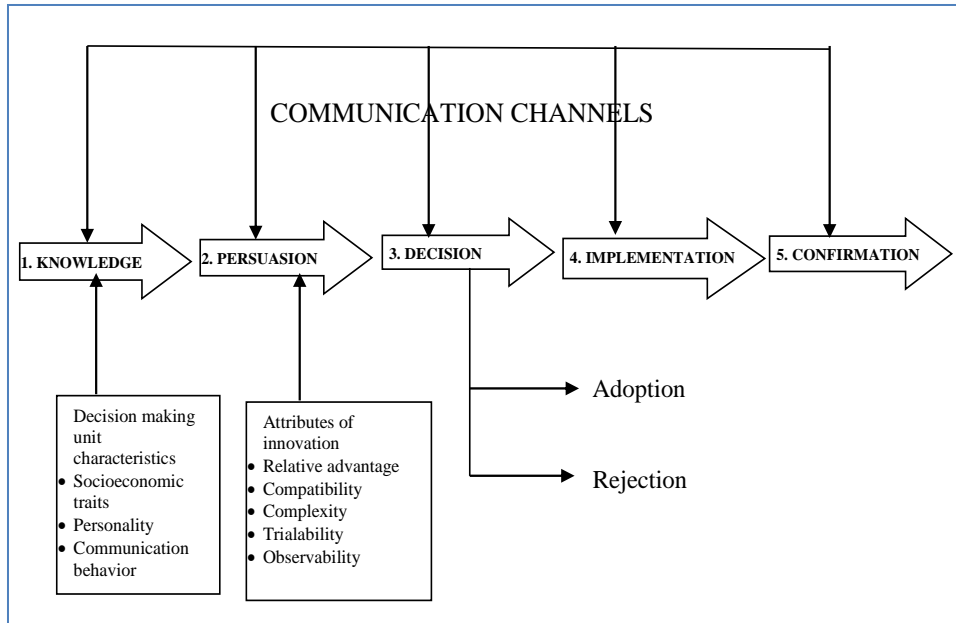 COMMUNICATION CHANNELS
1. KNOWLEDGE
2. PERSUASION
3. DECISION
4. IMPLEMENTATION
5. CONFIRMATION
Adoption
Rejection
Decision making
unit
characteristics
• Socioeconomic
traits
• Personality
• Communication
behavior
Attributes of
innovation
• Relative advantage
• Compatibility
• Complexity
• Trialability
• Observability